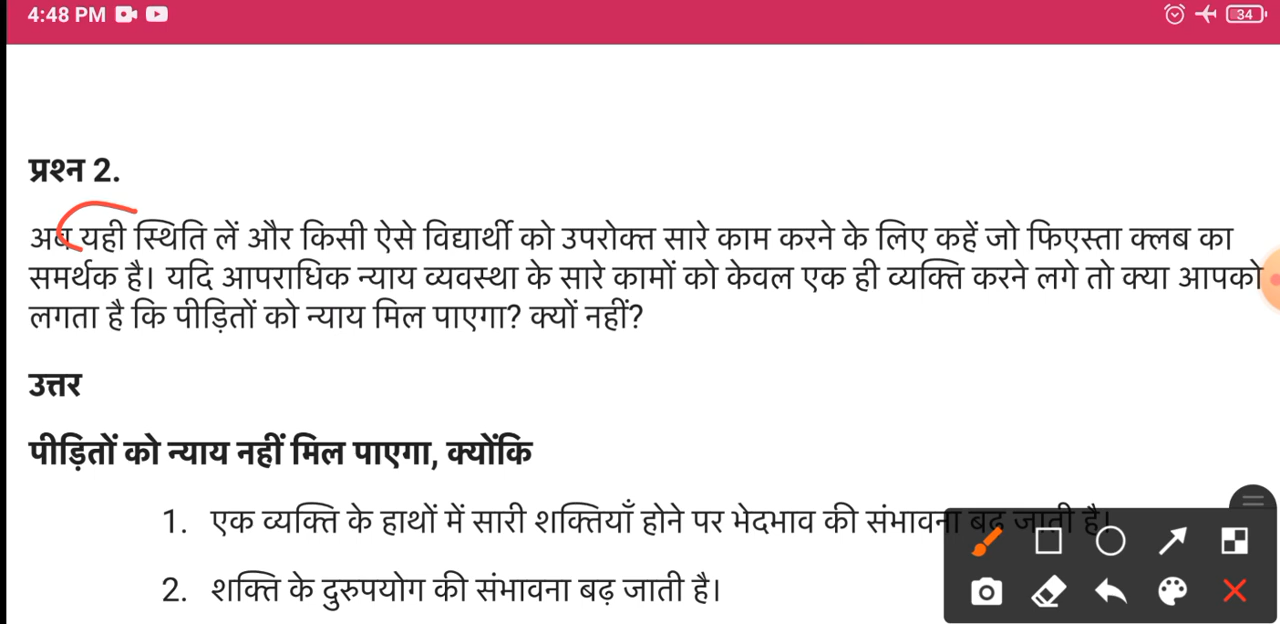 4:48 PM
34
प्रश्न 2.
अब यही स्थिति लें और किसी ऐसे विद्यार्थी को उपरोक्त सारे काम करने के लिए कहें जो फिएस्ता क्लब का
समर्थक है। यदि आपराधिक न्याय व्यवस्था के सारे कामों को केवल एक ही व्यक्ति करने लगे तो क्या आपको
लगता है कि पीड़ितों को न्याय मिल पाएगा? क्यों नहीं?
उत्तर
पीड़ितों को न्याय नहीं मिल पाएगा, क्योंकि
1. एक व्यक्ति के हाथों में सारी शक्तियाँ होने पर भेदभाव की संभावना बढ़ जाती है।
2. शक्ति के दुरुपयोग की संभावना बढ़ जाती है।